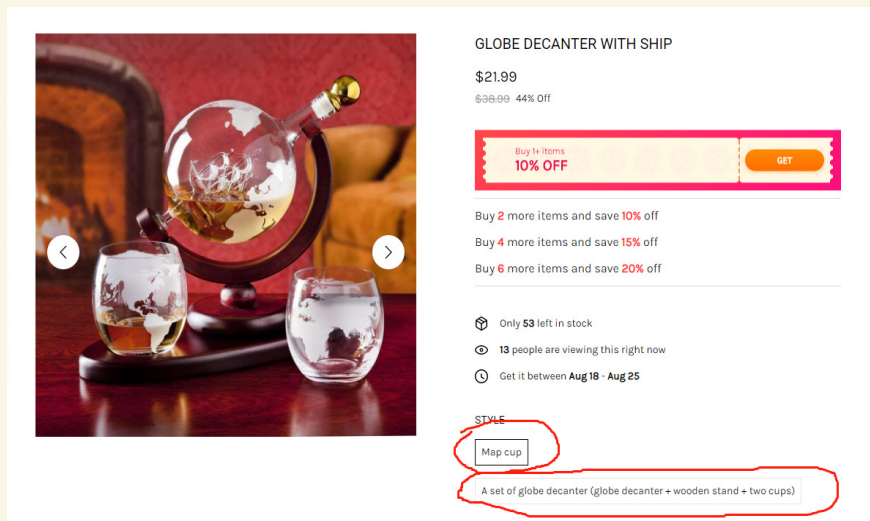 GLOBE DECANTER WITH SHIP
$21.99
$38.99 44% Off
Buy 1+ items
10% OFF
GET
Buy 2 more items and save 10% off
Buy 4 more items and save 15% off
Buy 6 more items and save 20% off
Only 53 left in stock
13 people are viewing this right now
Get it between Aug 18 - Aug 25
STYLE
Map cup
A set of globe decanter (globe decanter + wooden stand + two cups)